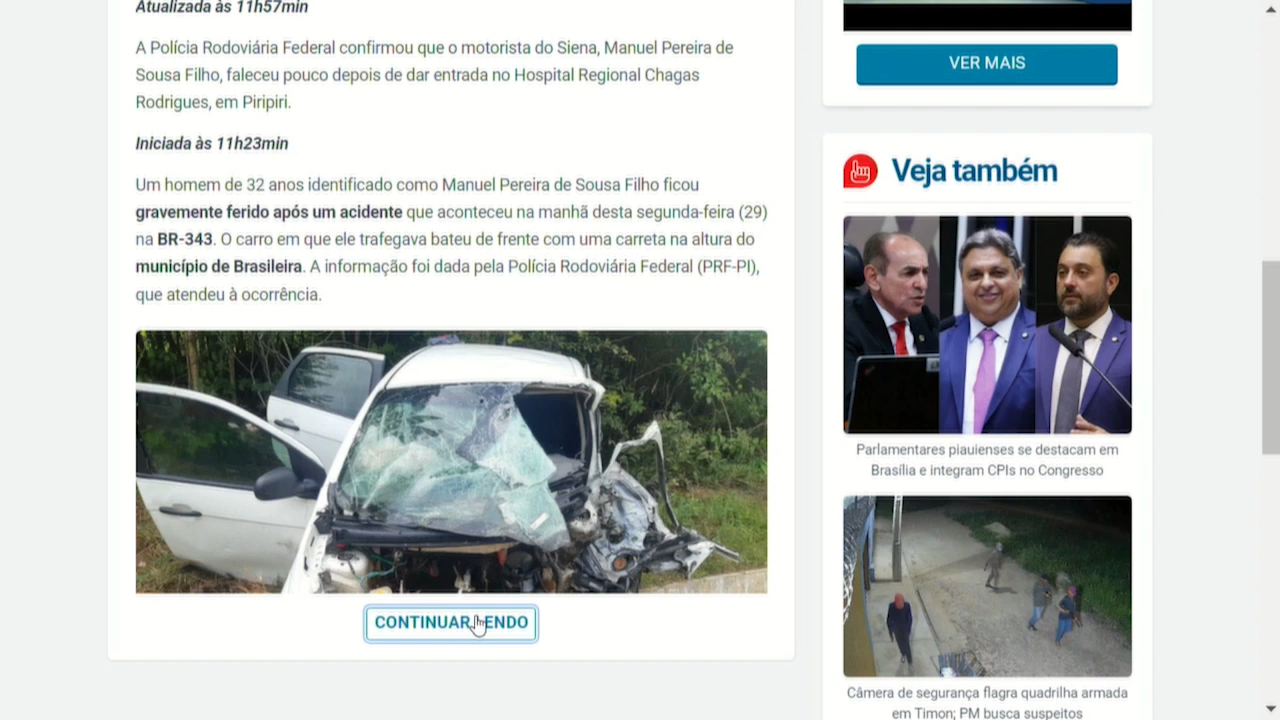 Atualizada às 11h57min
A Polícia Rodoviária Federal confirmou que o motorista do Siena, Manuel Pereira de
Sousa Filho, faleceu pouco depois de dar entrada no Hospital Regional Chagas
Rodrigues, em Piripiri.
Iniciada às 11h23min
Um homem de 32 anos identificado como Manuel Pereira de Sousa Filho ficou
gravemente ferido após um acidente que aconteceu na manhã desta segunda-feira (29)
na BR-343. O carro em que ele trafegava bateu de frente com uma carreta na altura do
município de Brasileira. A informação foi dada pela Polícia Rodoviária Federal (PRF-PI),
que atendeu à ocorrência.
CONTINUAR LENDO
VER MAIS
Veja também
Parlamentares piauienses se destacam em
Brasília e integram CPIs no Congresso
Câmera de segurança flagra quadrilha armada
em Timon; PM busca suspeitos